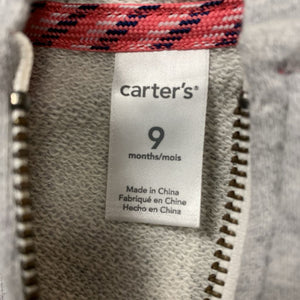 carter's®
9
months/mois
Made in China
Fabriqué en Chine
Hecho en China